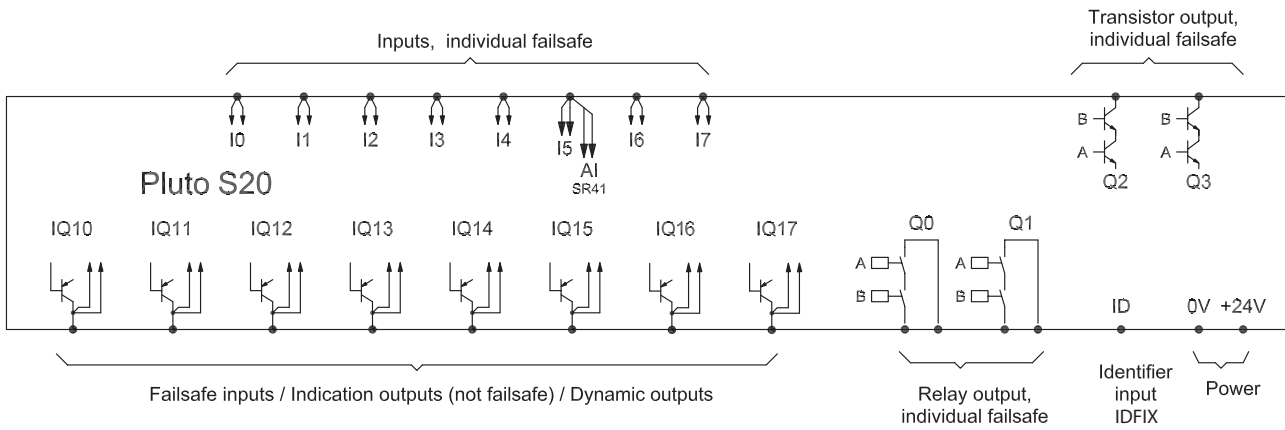 Inputs, individual failsafe
Transistor output,
individual failsafe
I0 I1 I2 I3 I4 I5 I6 I7
AI
SR41
B B
A A
Q2 Q3
Pluto S20
IQ10 IQ11 IQ12 IQ13 IQ14 IQ15 IQ16 IQ17
Q0 Q1
A A
B B
ID 0V +24V
Failsafe inputs / Indication outputs (not failsafe) / Dynamic outputs
Relay output,
individual failsafe
Identifier
input
IDFIX
Power